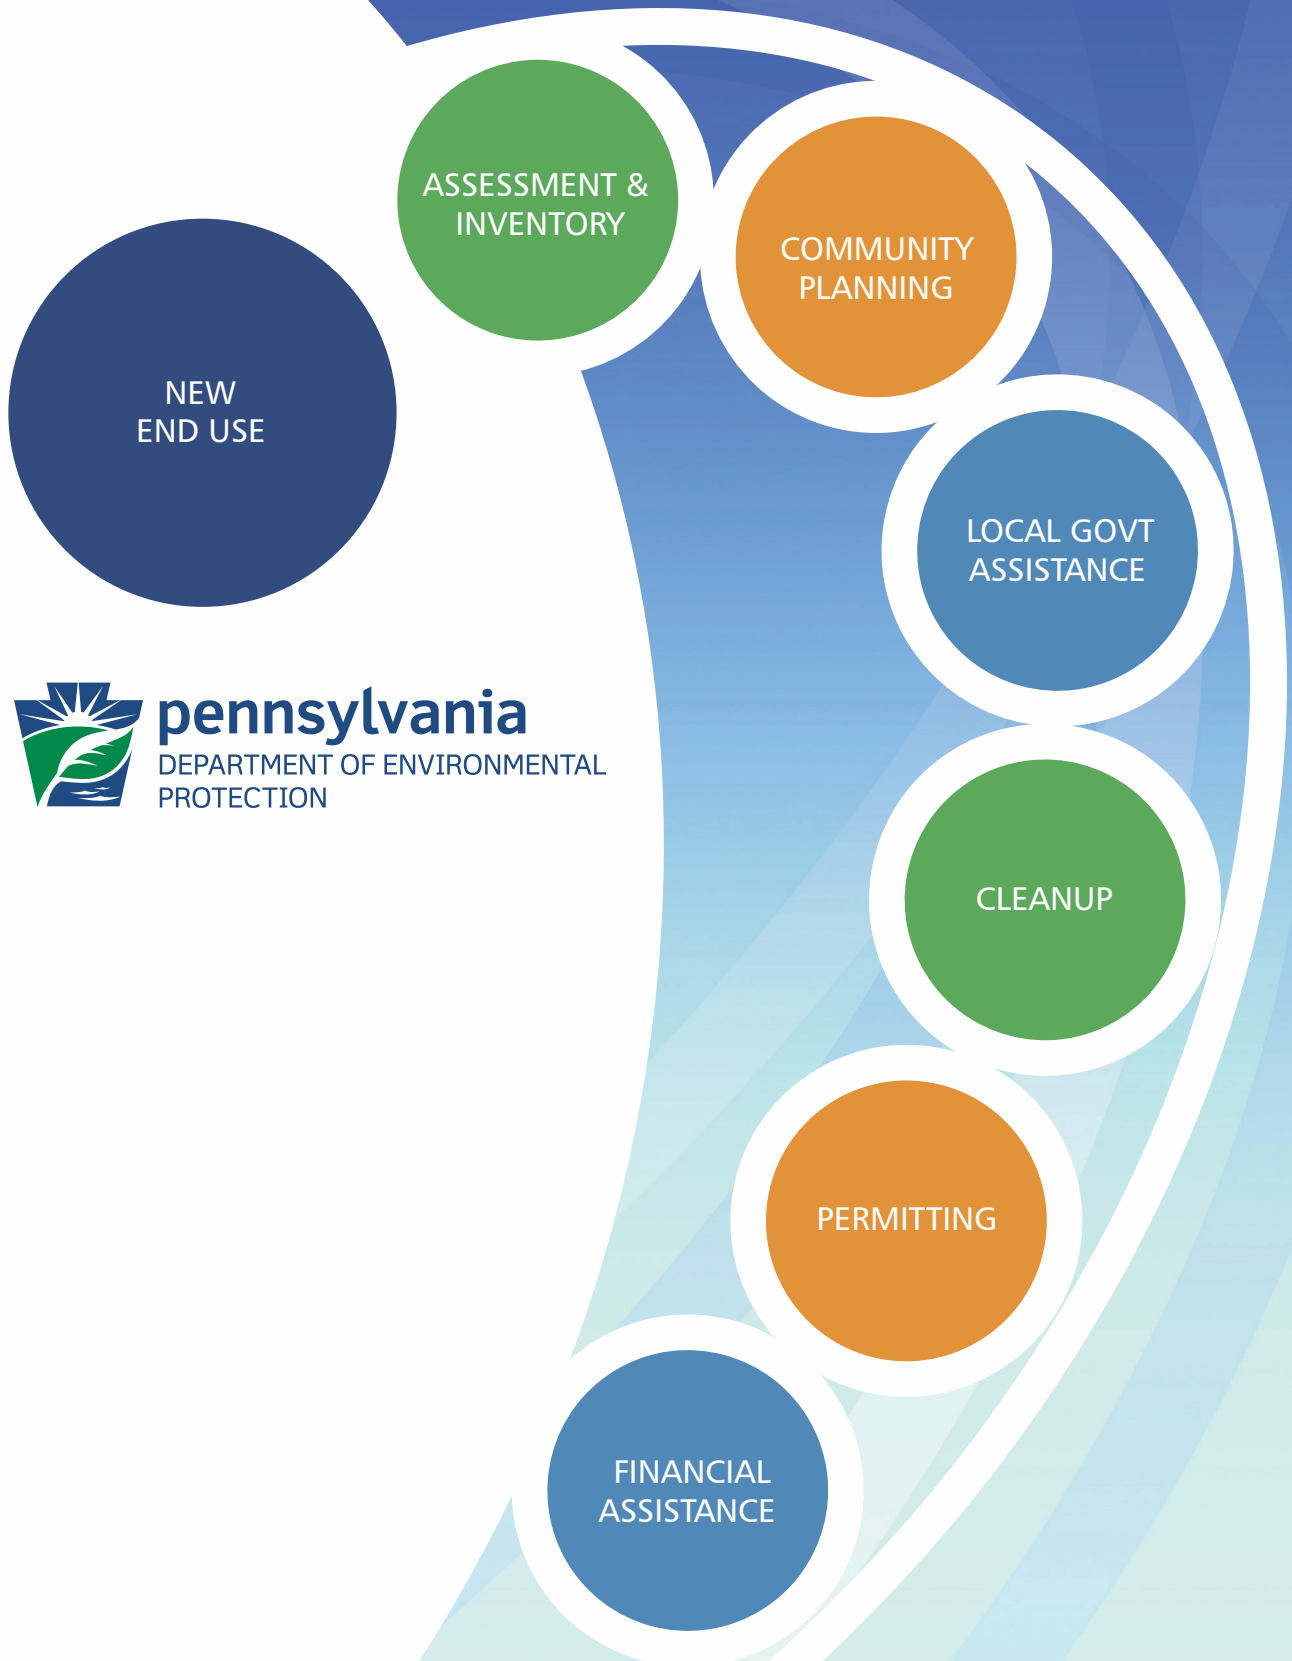 ASSESSMENT &
INVENTORY
COMMUNITY
PLANNING
NEW
END USE
LOCAL GOVT
ASSISTANCE
pennsylvania
DEPARTMENT OF ENVIRONMENTAL
PROTECTION
CLEANUP
PERMITTING
FINANCIAL
ASSISTANCE